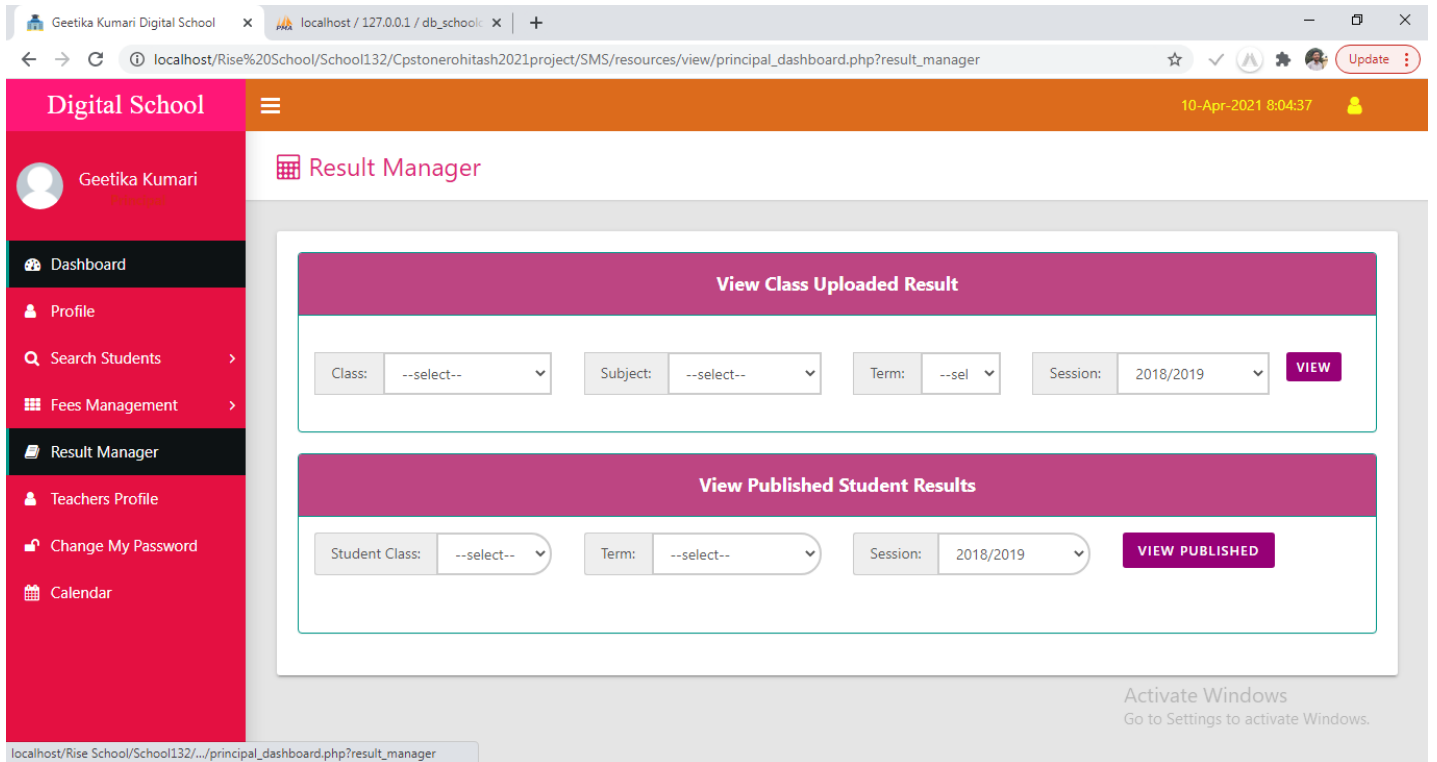 Geetika Kumari Digital School
localhost / 127.0.0.1 / db_school
localhost/Rise%20School/School132/Cpstonerohitash2021project/SMS/resources/view/principal_dashboard.php?result_manager
Update
Digital School
10-Apr-2021 8:04:37
Geetika Kumari
Result Manager
Dashboard
Profile
Search Students
Fees Management
Result Manager
Teachers Profile
Change My Password
Calendar
View Class Uploaded Result
Class: --select-- Subject: --select-- Term: --sel Session: 2018/2019 VIEW
View Published Student Results
Student Class: --select-- Term: --select-- Session: 2018/2019 VIEW PUBLISHED
Activate Windows
Go to Settings to activate Windows.
localhost/Rise School/School132/.../principal_dashboard.php?result_manager